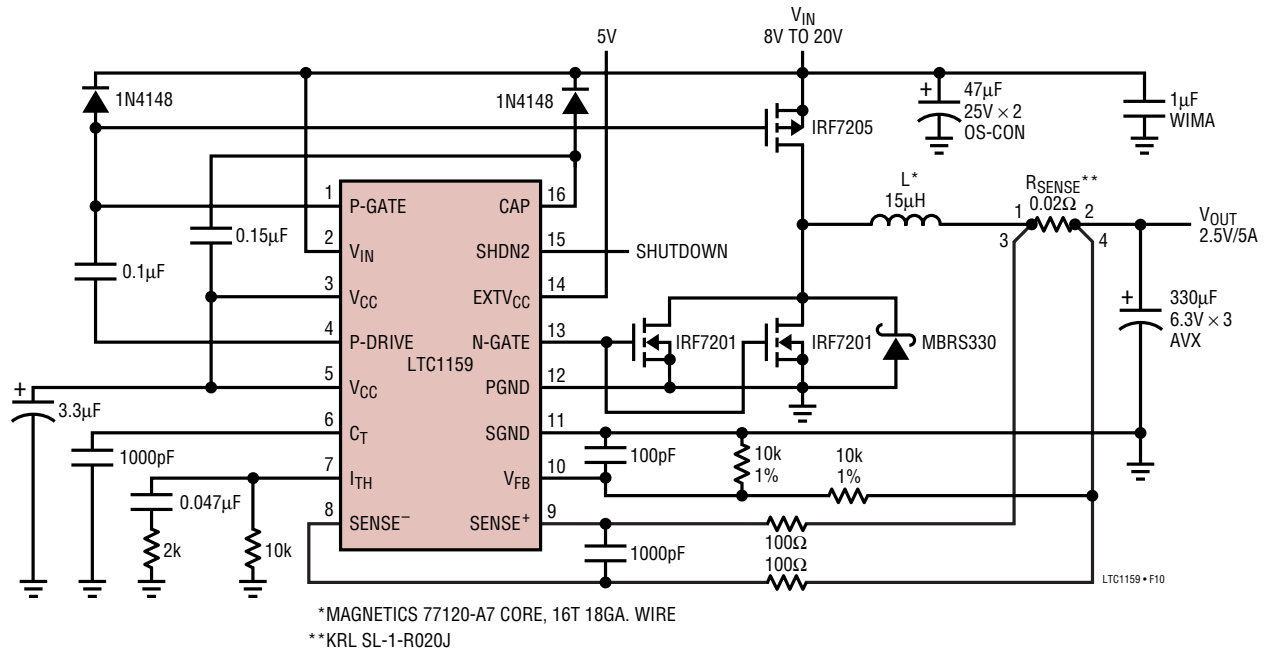 5V
V_IN
8V TO 20V
1N4148
1N4148
IRF7205
+
47µF
25V × 2
OS-CON
1µF
WIMA
L*
15µH
R_SENSE**
0.02Ω
1
2
3
4
V_OUT
2.5V/5A
0.15µF
0.1µF
1
P-GATE
CAP
16
2
V_IN
SHDN2
15
SHUTDOWN
3
V_CC
EXTV_CC
14
4
P-DRIVE
N-GATE
13
LTC1159
5
V_CC
PGND
12
6
C_T
SGND
11
7
I_TH
V_FB
10
8
SENSE⁻
SENSE⁺
9
IRF7201
IRF7201
MBRS330
+
330µF
6.3V × 3
AVX
+
3.3µF
1000pF
0.047µF
2k
10k
100pF
10k
1%
10k
1%
1000pF
100Ω
100Ω
LTC1159 • F10
*MAGNETICS 77120-A7 CORE, 16T 18GA. WIRE
**KRL SL-1-R020J